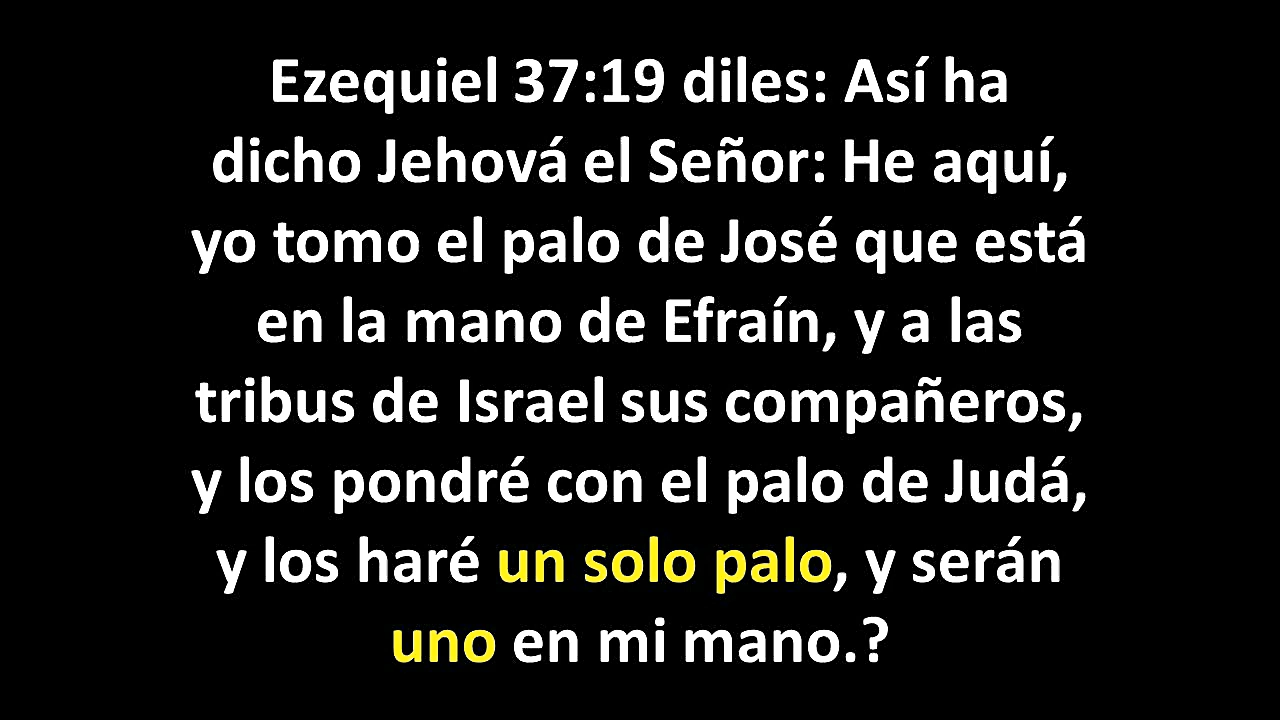 Ezequiel 37:19 diles: Así ha
dicho Jehová el Señor: He aquí,
yo tomo el palo de José que está
en la mano de Efraín, y a las
tribus de Israel sus compañeros,
y los pondré con el palo de Judá,
y los haré un solo palo, y serán
uno en mi mano.?